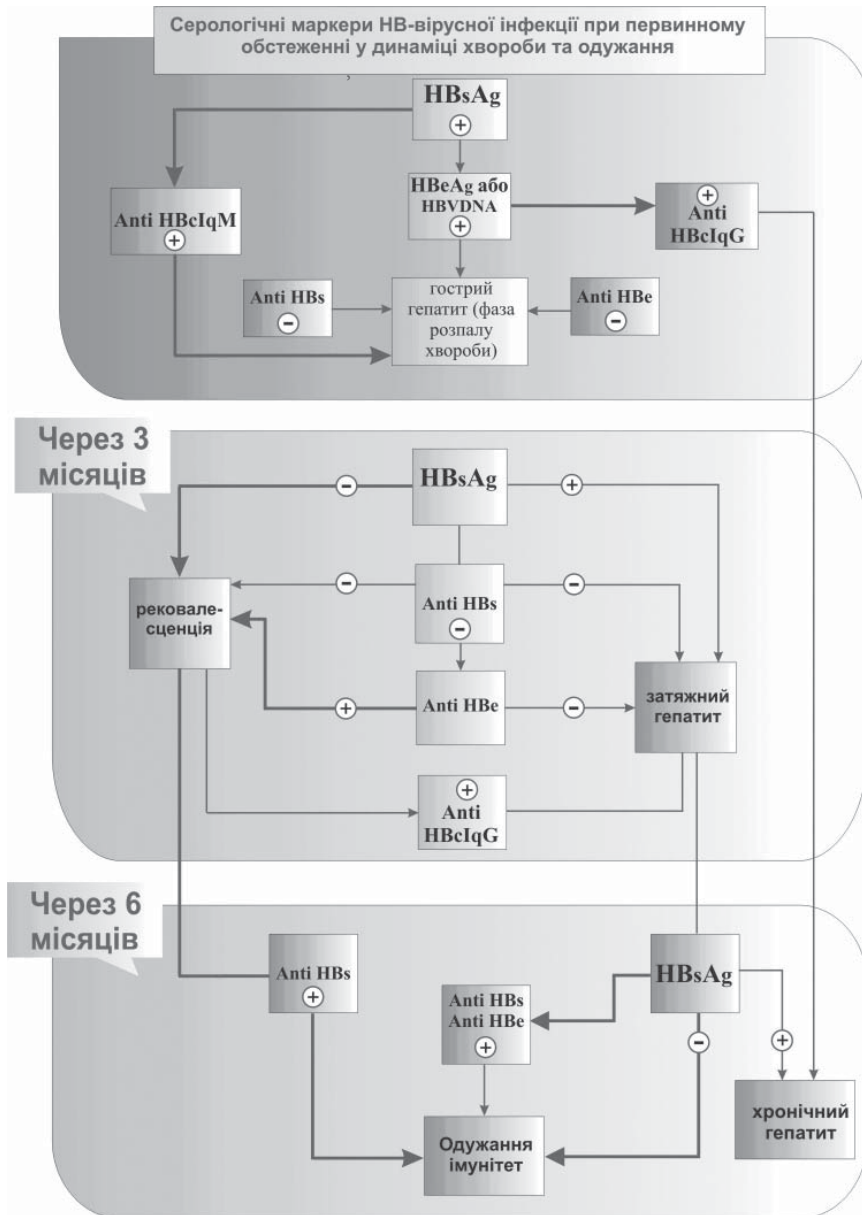 Серологічні маркери НВ-вірусної інфекції при первинному
обстеженні у динаміці хвороби та одужання
HBsAg
+
Anti HBcIqM
+
HBeAg або
HBVDNA
+
+
Anti
HBcIqG
Anti HBs
−
гострий
гепатит (фаза
розпалу
хвороби)
Anti HBe
−
Через 3
місяців
HBsAg
−
+
рековале-
сценція
−
Anti HBs
−
−
+
Anti HBe
−
затяжний
гепатит
+
Anti
HBcIqG
Через 6
місяців
Anti HBs
+
Anti HBs
Anti HBe
+
HBsAg
−
+
Одужання
імунітет
хронічний
гепатит